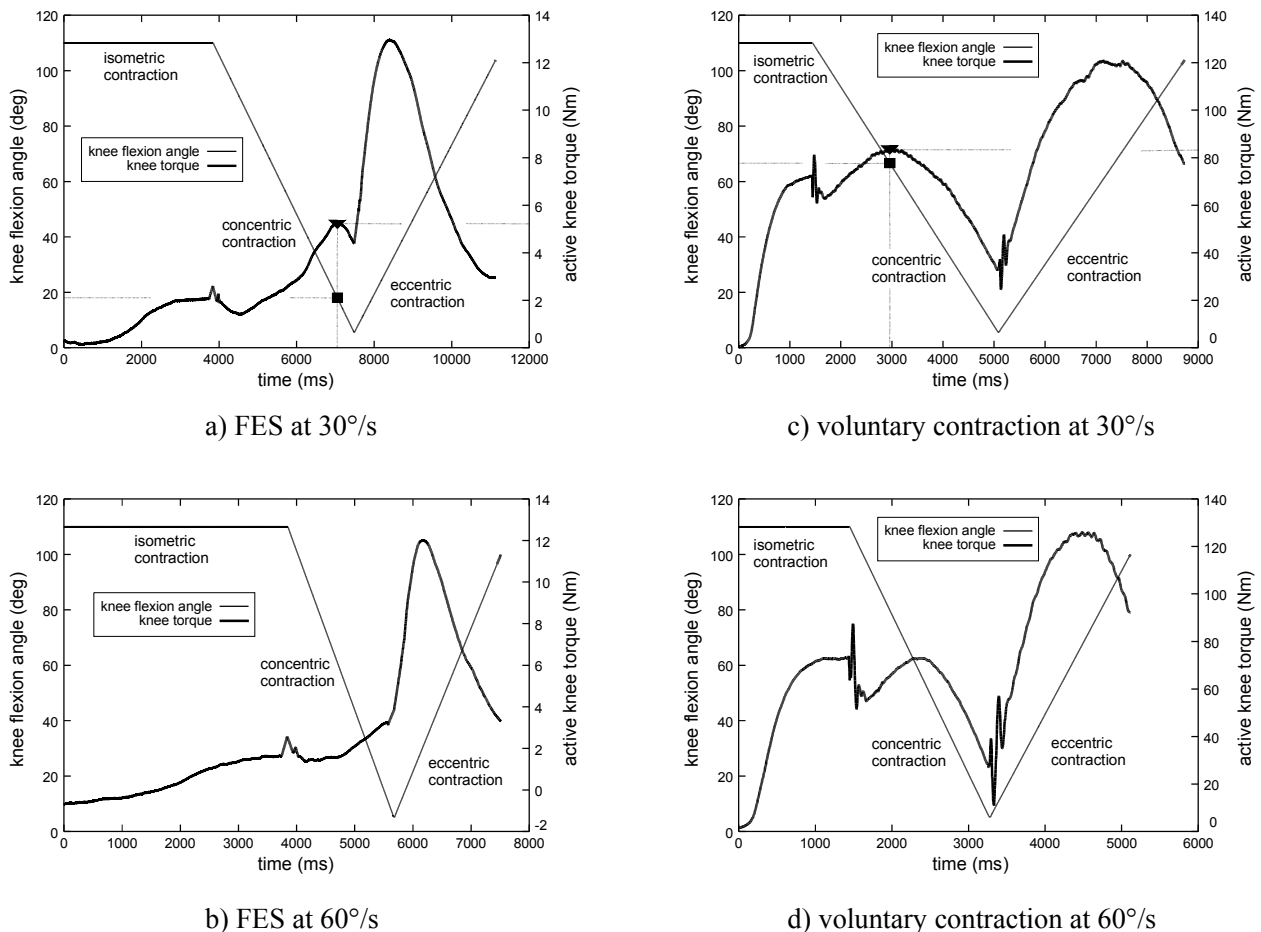 120
100
80
60
40
20
0
knee flexion angle (deg)
14
12
10
8
6
4
2
0
active knee torque (Nm)
isometric
contraction
knee flexion angle
knee torque
concentric
contraction
eccentric
contraction
0 2000 4000 6000 8000 10000 12000
time (ms)
a) FES at 30°/s
120
100
80
60
40
20
0
knee flexion angle (deg)
140
120
100
80
60
40
20
0
active knee torque (Nm)
isometric
contraction
knee flexion angle
knee torque
concentric
contraction
eccentric
contraction
0 1000 2000 3000 4000 5000 6000 7000 8000 9000
time (ms)
c) voluntary contraction at 30°/s
120
100
80
60
40
20
0
knee flexion angle (deg)
14
12
10
8
6
4
2
0
-2
active knee torque (Nm)
isometric
contraction
knee flexion angle
knee torque
concentric
contraction
eccentric
contraction
0 1000 2000 3000 4000 5000 6000 7000 8000
time (ms)
b) FES at 60°/s
120
100
80
60
40
20
0
knee flexion angle (deg)
140
120
100
80
60
40
20
0
active knee torque (Nm)
isometric
contraction
knee flexion angle
knee torque
concentric
contraction
eccentric
contraction
0 1000 2000 3000 4000 5000 6000
time (ms)
d) voluntary contraction at 60°/s